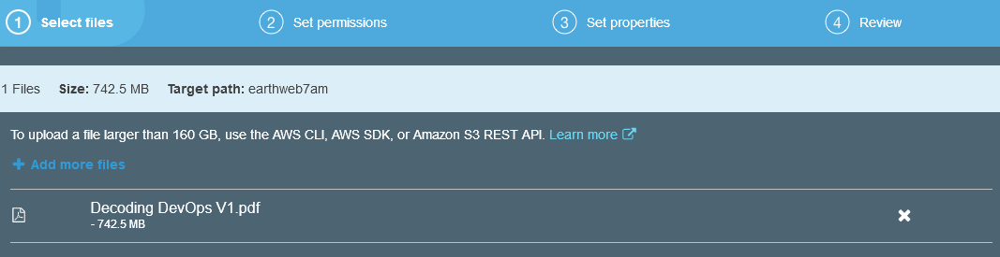 1 Select files 2 Set permissions 3 Set properties 4 Review
1 Files Size: 742.5 MB Target path: earthweb7am
To upload a file larger than 160 GB, use the AWS CLI, AWS SDK, or Amazon S3 REST API. Learn more
+ Add more files
Decoding DevOps V1.pdf
- 742.5 MB